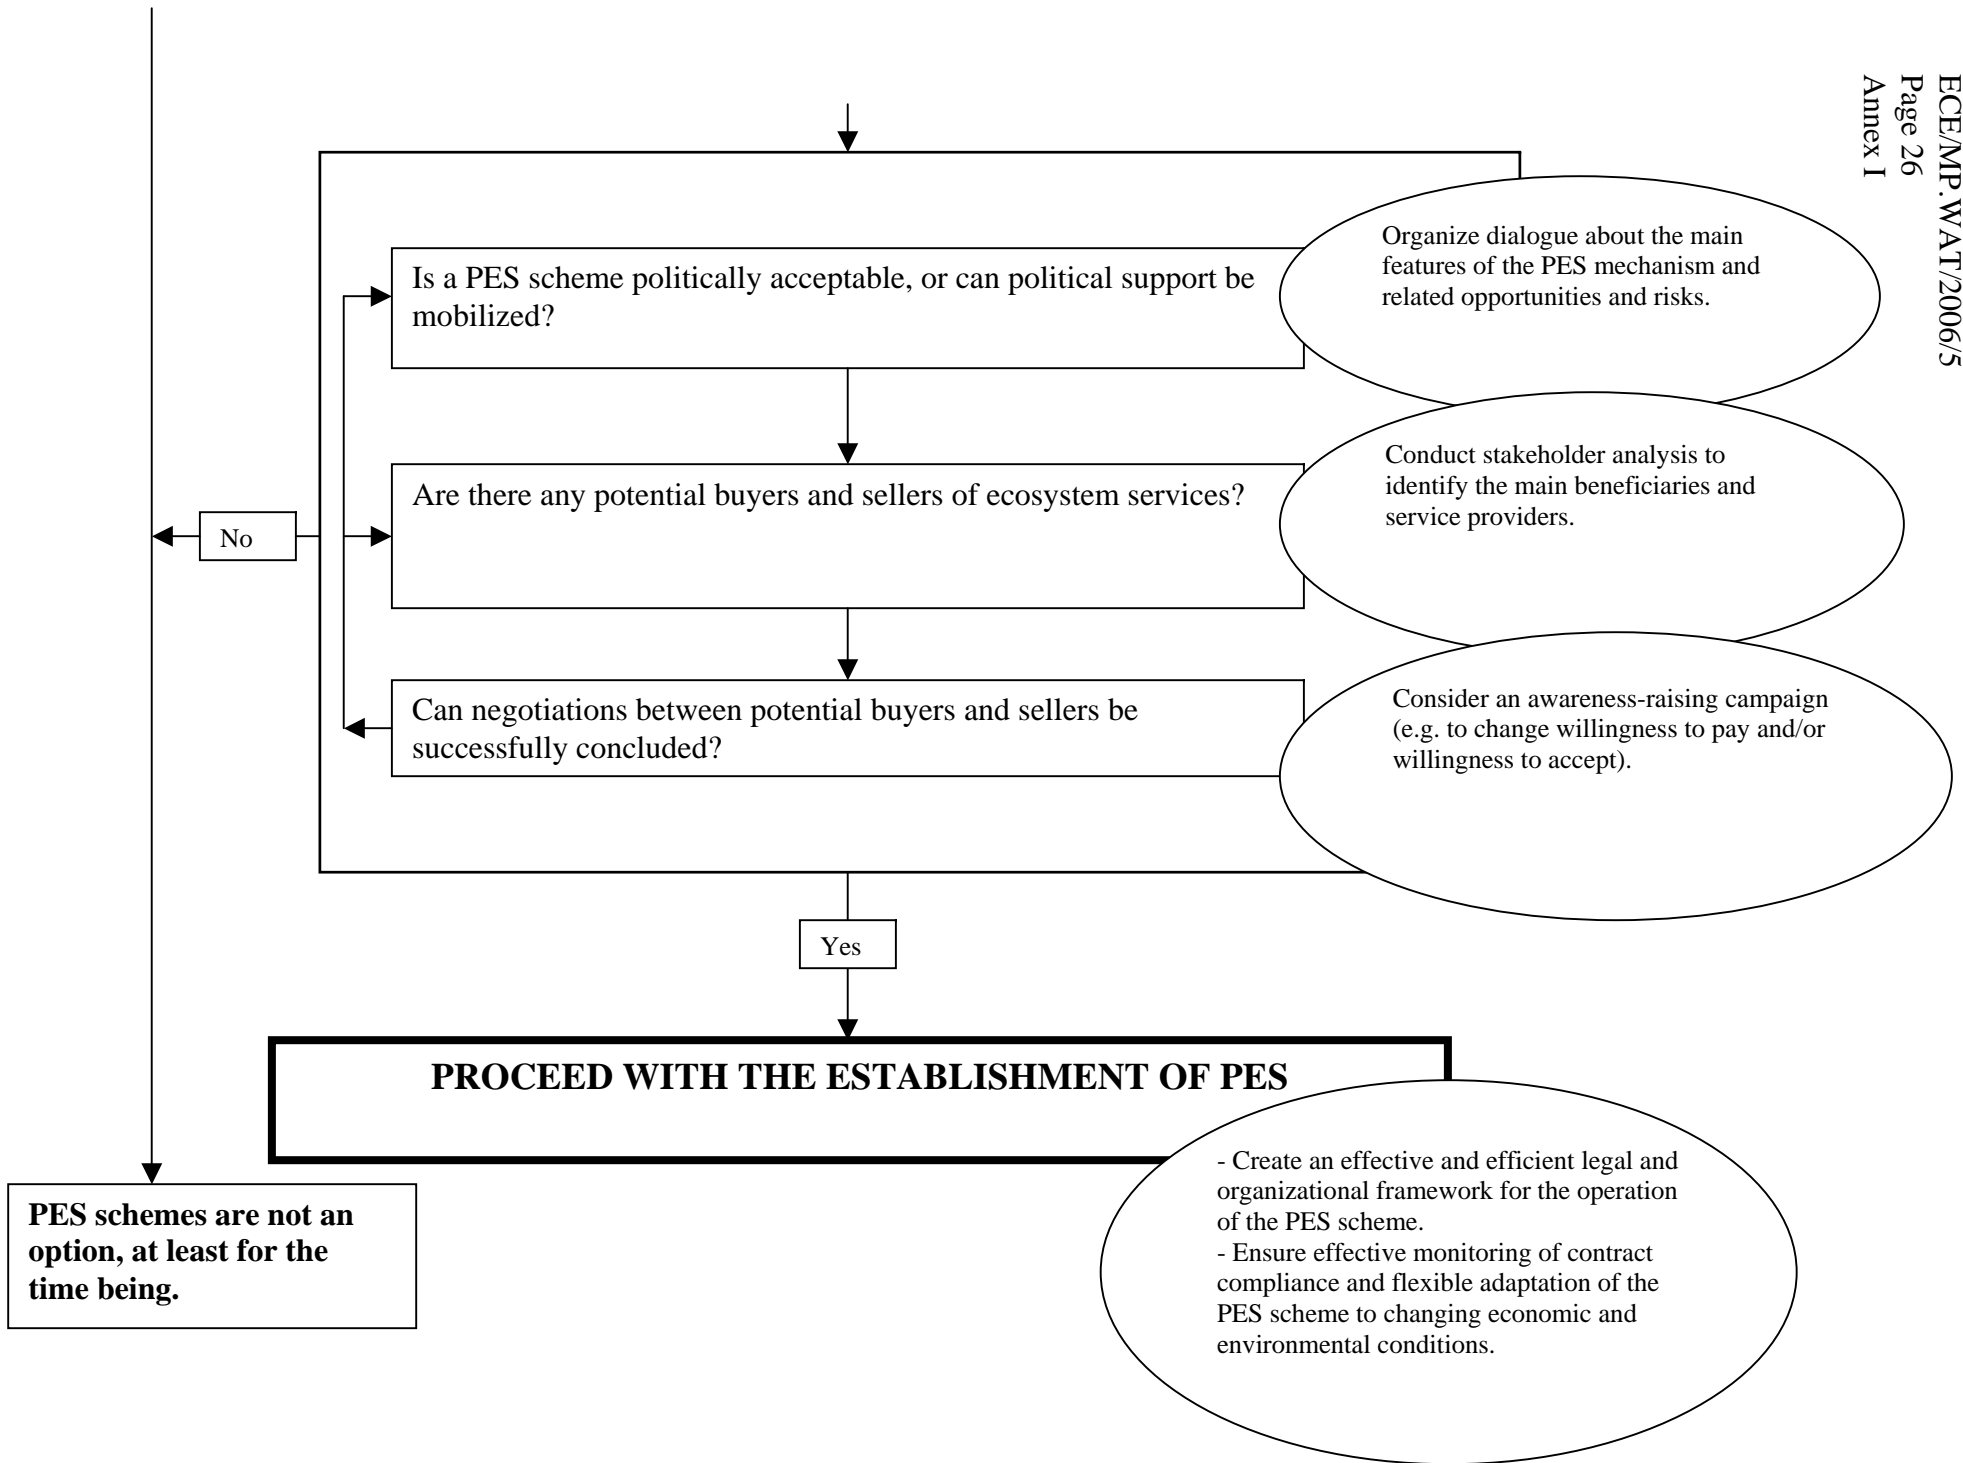 ECE/MP.WAT/2006/5
Page 26
Annex I
Is a PES scheme politically acceptable, or can political support be
mobilized?
Organize dialogue about the main
features of the PES mechanism and
related opportunities and risks.
Are there any potential buyers and sellers of ecosystem services?
Conduct stakeholder analysis to
identify the main beneficiaries and
service providers.
No
Can negotiations between potential buyers and sellers be
successfully concluded?
Consider an awareness-raising campaign
(e.g. to change willingness to pay and/or
willingness to accept).
Yes
PROCEED WITH THE ESTABLISHMENT OF PES
- Create an effective and efficient legal and
organizational framework for the operation
of the PES scheme.
- Ensure effective monitoring of contract
compliance and flexible adaptation of the
PES scheme to changing economic and
environmental conditions.
PES schemes are not an
option, at least for the
time being.